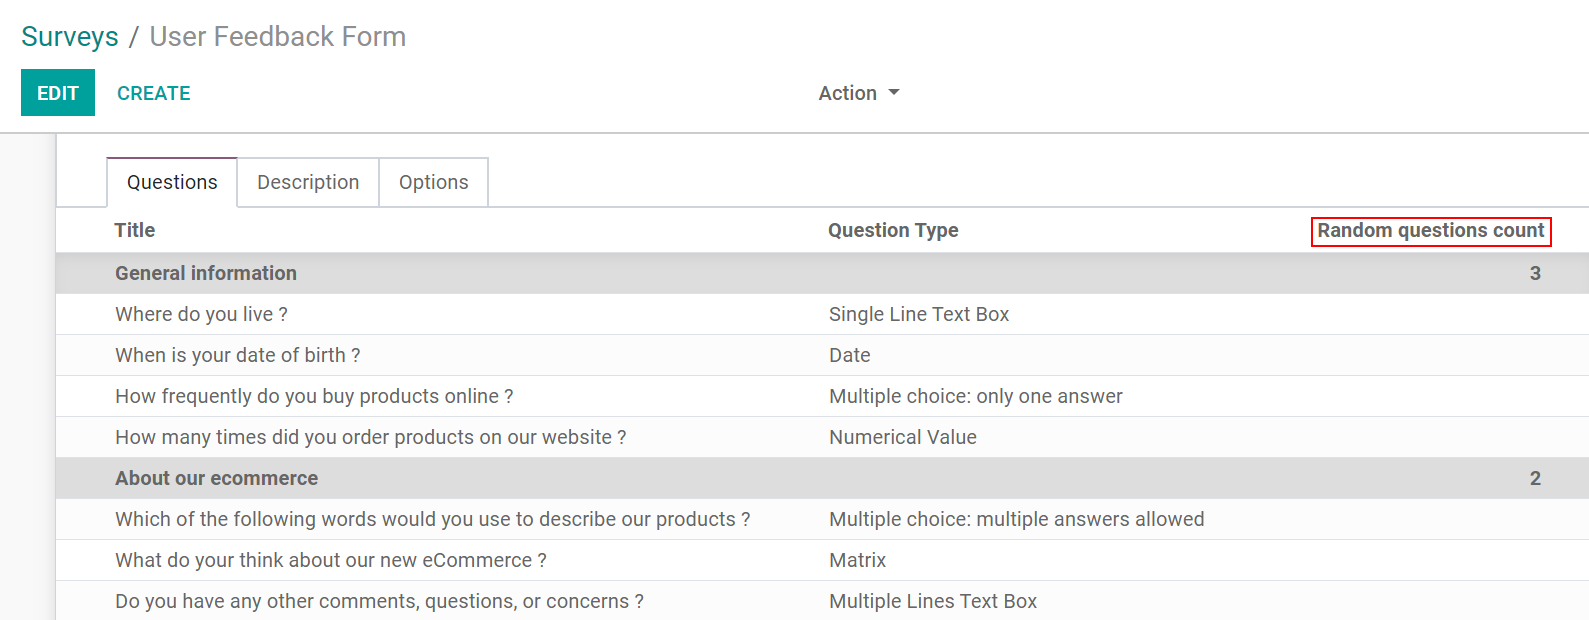 Surveys / User Feedback Form
EDIT CREATE Action
Questions Description Options
Title Question Type Random questions count
General information 3
Where do you live ? Single Line Text Box
When is your date of birth ? Date
How frequently do you buy products online ? Multiple choice: only one answer
How many times did you order products on our website ? Numerical Value
About our ecommerce 2
Which of the following words would you use to describe our products ? Multiple choice: multiple answers allowed
What do your think about our new eCommerce ? Matrix
Do you have any other comments, questions, or concerns ? Multiple Lines Text Box